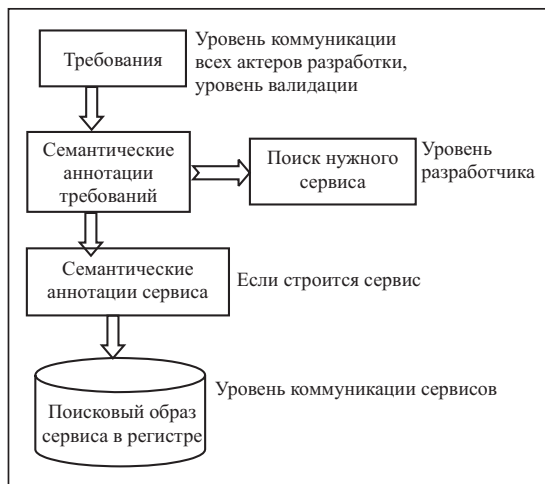 Требования
Уровень коммуникации
всех актеров разработки,
уровень валидации
Семантические
аннотации
требований
Поиск нужного
сервиса
Уровень
разработчика
Семантические
аннотации сервиса
Если строится сервис
Уровень коммуникации сервисов
Поисковый образ
сервиса в регистре